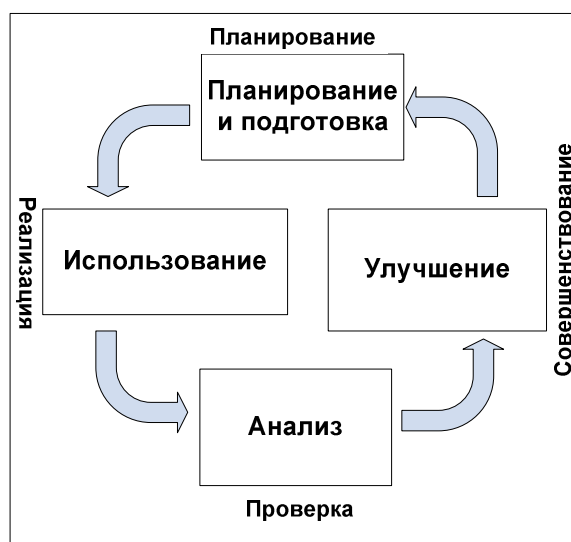 Планирование
Планирование
и подготовка
Реализация
Использование
Улучшение
Совершенствование
Анализ
Проверка